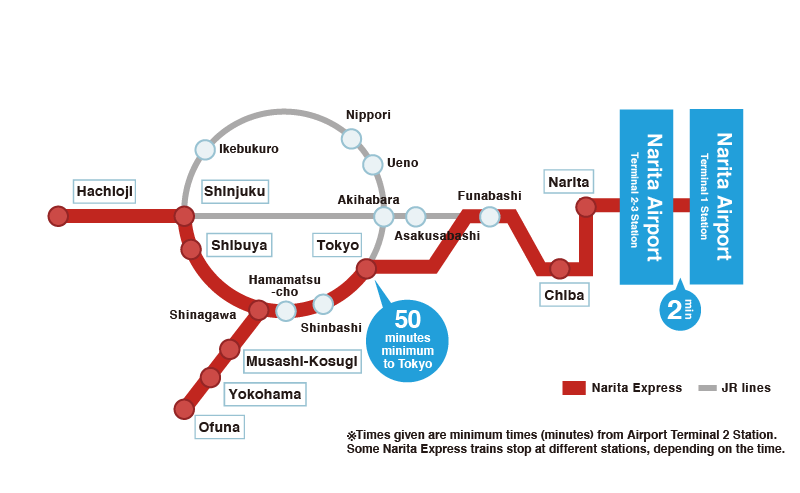 Nippori
Ikebukuro
Ueno
Hachioji
Shinjuku
Akihabara
Funabashi
Narita
Narita Airport
Terminal 2-3 Station
Narita Airport
Terminal 1 Station
Asakusabashi
Shibuya
Tokyo
Hamamatsu
-cho
Chiba
2 min
Shinagawa
Shinbashi
50
minutes
minimum
to Tokyo
Musashi-Kosugi
Yokohama
Ofuna
Narita Express
JR lines
※Times given are minimum times (minutes) from Airport Terminal 2 Station.
Some Narita Express trains stop at different stations, depending on the time.